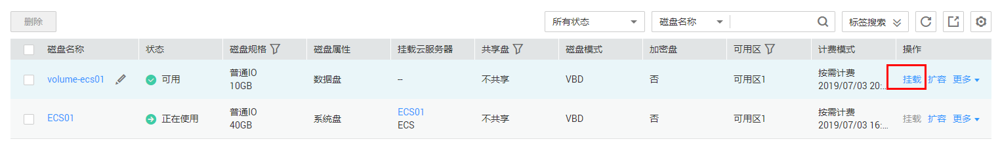 删除 所有状态 磁盘名称 标签搜索
磁盘名称 状态 磁盘规格 磁盘属性 挂载云服务器 共享盘 磁盘模式 加密盘 可用区 计费模式 操作
volume-ecs01 可用 普通IO 10GB 数据盘 -- 不共享 VBD 否 可用区1 按需计费 2019/07/03 20:... 挂载 扩容 更多
ECS01 正在使用 普通IO 40GB 系统盘 ECS01 ECS 不共享 VBD 否 可用区1 按需计费 2019/07/03 16:... 挂载 扩容 更多